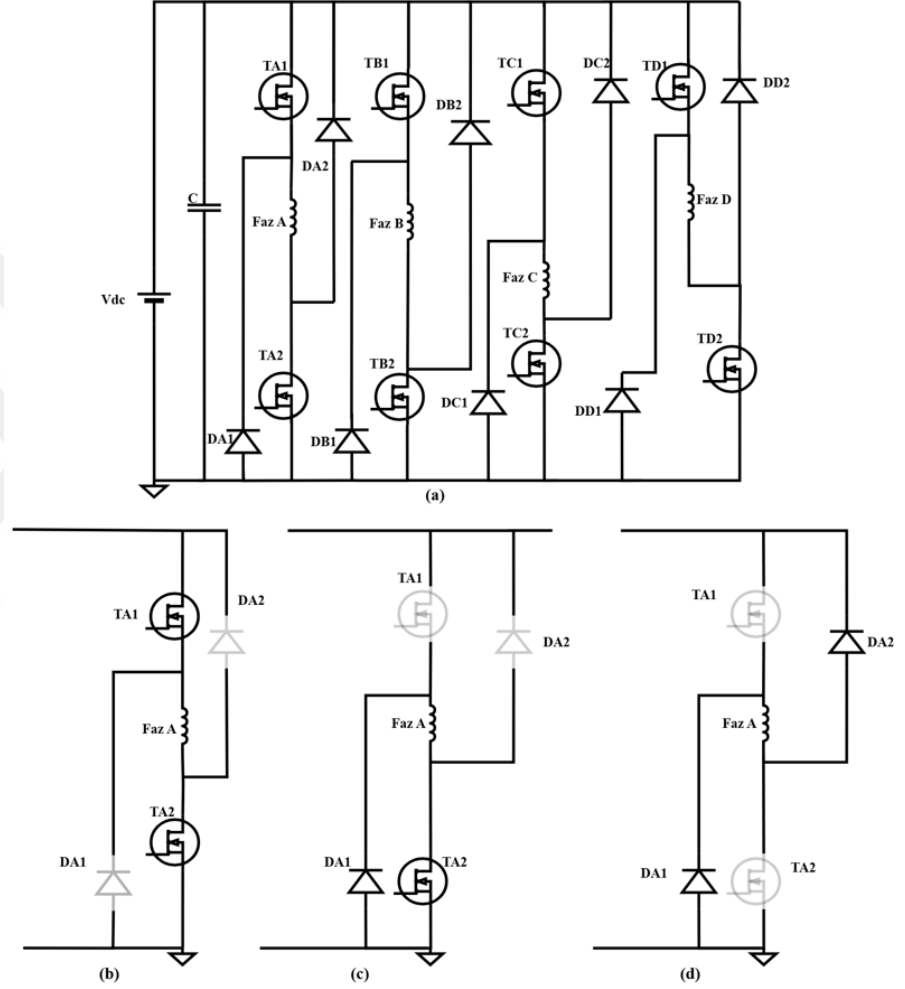 TA1
TB1
TC1
DC2
TD1
DD2
DB2
DA2
C
Faz A
Faz B
Faz D
Faz C
Vdc
TA2
TB2
TC2
TD2
DC1
DD1
DA1
DB1
(a)
TA1
DA2
Faz A
TA2
DA1
(b)
TA1
DA2
Faz A
DA1
TA2
(c)
TA1
DA2
Faz A
DA1
TA2
(d)